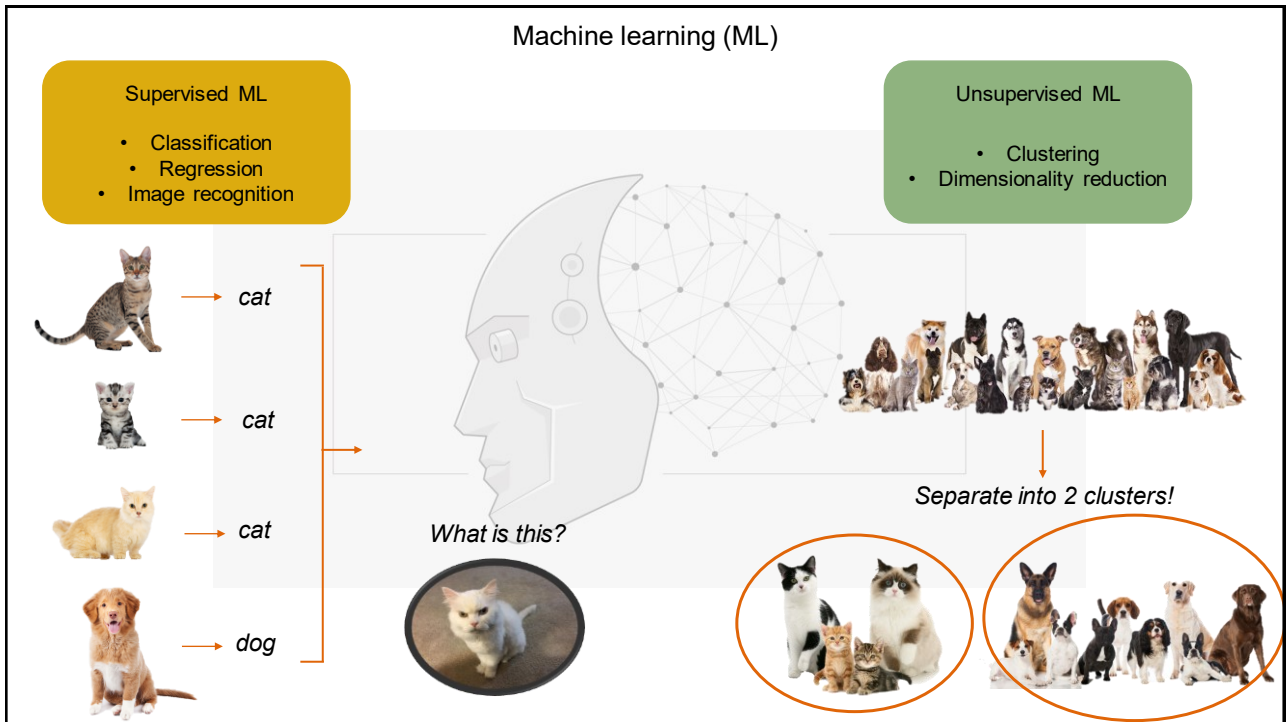 Machine learning (ML)
Supervised ML
• Classification
• Regression
• Image recognition
Unsupervised ML
• Clustering
• Dimensionality reduction
cat
cat
cat
dog
What is this?
Separate into 2 clusters!